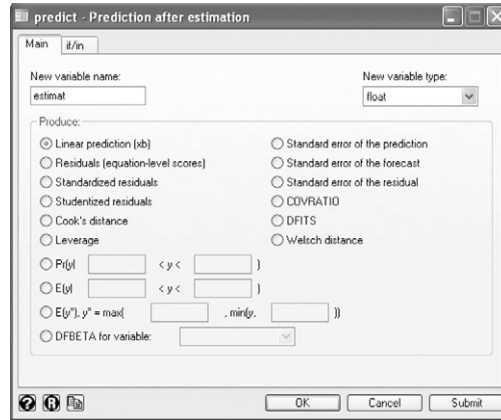 predict - Prediction after estimation
Main if/in
New variable name: New variable type:
estimat float
Produce:
Linear prediction (xb) Standard error of the prediction
Residuals (equation-level scores) Standard error of the forecast
Standardized residuals Standard error of the residual
Studentized residuals COVRATIO
Cook's distance DFITS
Leverage Welsch distance
Pr(y| < y < )
E(y| < y < )
E(y*), y* = max( , min(y, ))
DFBETA for variable:
? R OK Cancel Submit